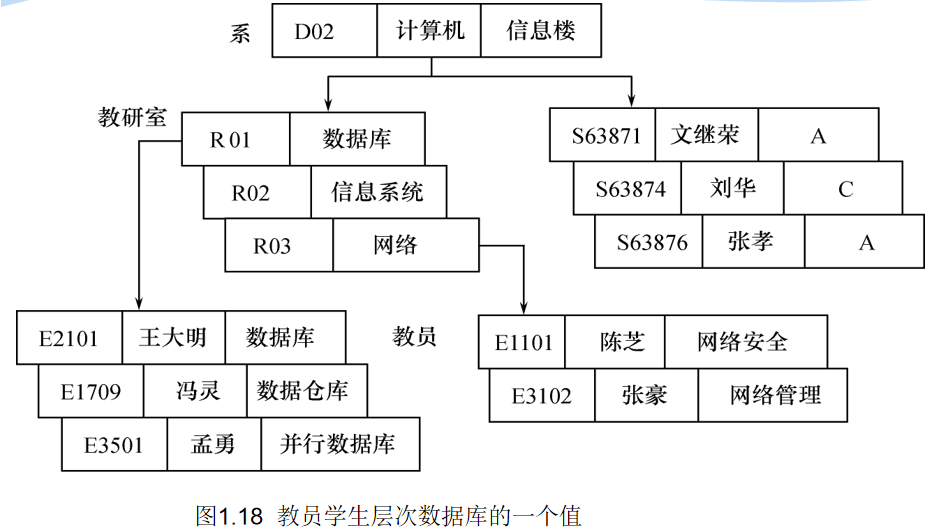 系
D02 计算机 信息楼
教研室
R 01 数据库
R02 信息系统
R03 网络
S63871 文继荣 A
S63874 刘华 C
S63876 张孝 A
E2101 王大明 数据库
E1709 冯灵 数据仓库
E3501 孟勇 并行数据库
教员
E1101 陈芝 网络安全
E3102 张豪 网络管理
图1.18 教员学生层次数据库的一个值